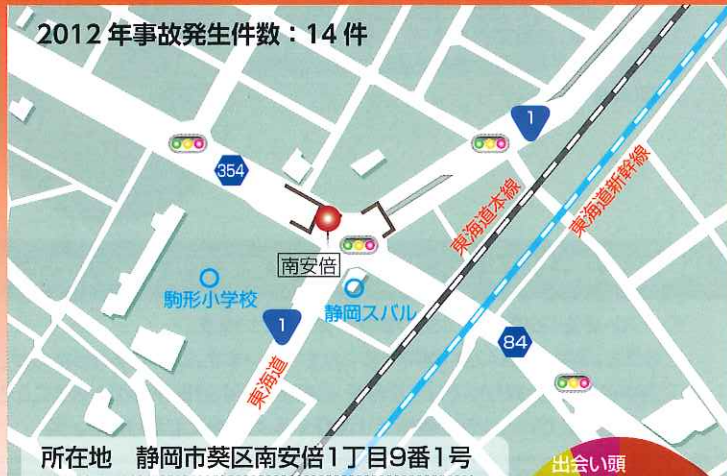 2012年事故発生件数：14件
1
354
東海道本線
東海道新幹線
南安倍
駒形小学校
静岡スバル
1
84
東海道
所在地 静岡市葵区南安倍1丁目9番1号
出会い頭